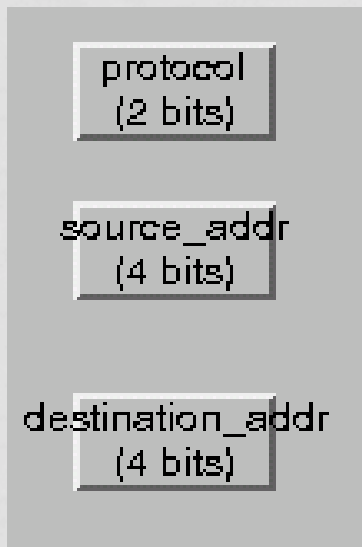 protocol
(2 bits)
source_addr
(4 bits)
destination_addr
(4 bits)